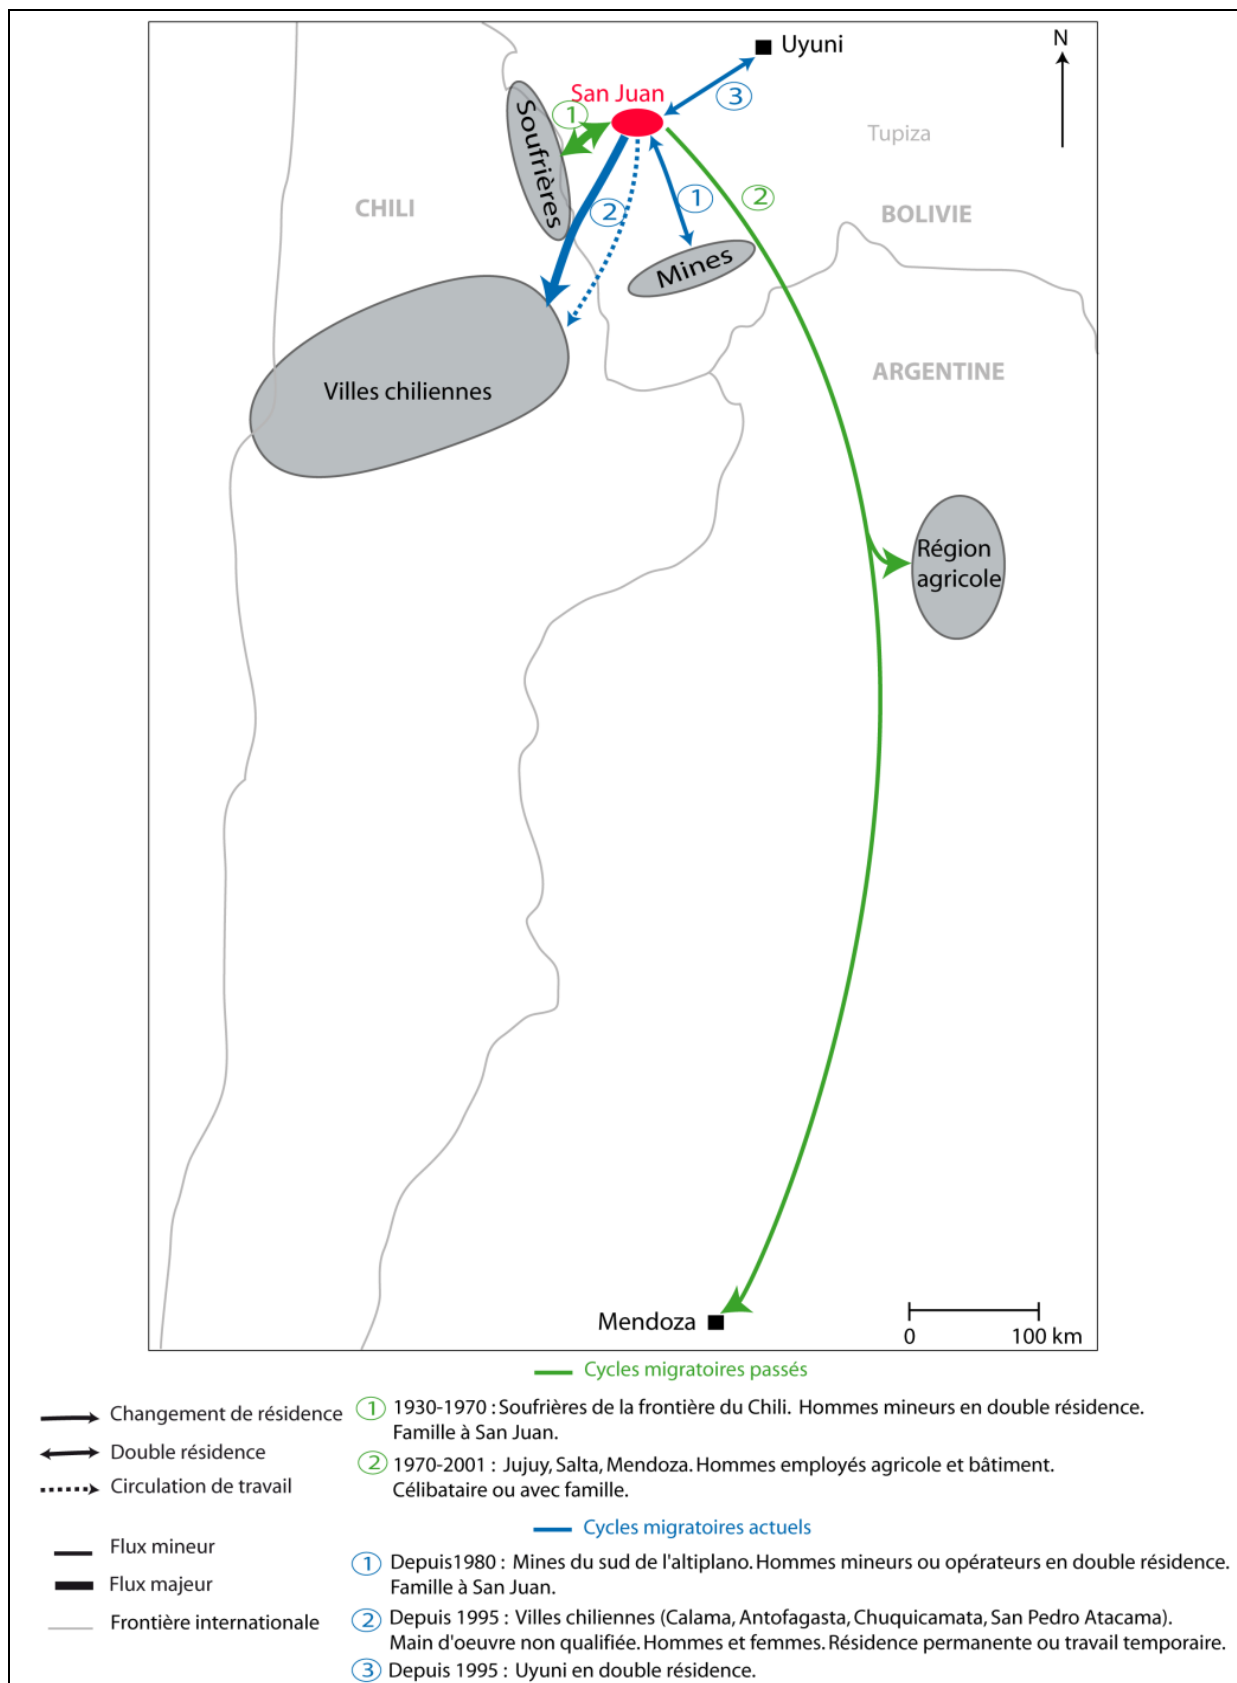 Uyuni
N
San Juan
3
1
Soufrières
Tupiza
CHILI
2
1
2
BOLIVIE
Mines
ARGENTINE
Villes chiliennes
Région
agricole
Mendoza
0 100 km
Cycles migratoires passés
Changement de résidence
Double résidence
Circulation de travail
Flux mineur
Flux majeur
Frontière internationale
1 1930-1970 : Soufrières de la frontière du Chili. Hommes mineurs en double résidence.
Famille à San Juan.
2 1970-2001 : Jujuy, Salta, Mendoza. Hommes employés agricole et bâtiment.
Célibataire ou avec famille.
Cycles migratoires actuels
1 Depuis1980 : Mines du sud de l'altiplano. Hommes mineurs ou opérateurs en double résidence.
Famille à San Juan.
2 Depuis 1995 : Villes chiliennes (Calama, Antofagasta, Chuquicamata, San Pedro Atacama).
Main d'oeuvre non qualifiée. Hommes et femmes. Résidence permanente ou travail temporaire.
3 Depuis 1995 : Uyuni en double résidence.